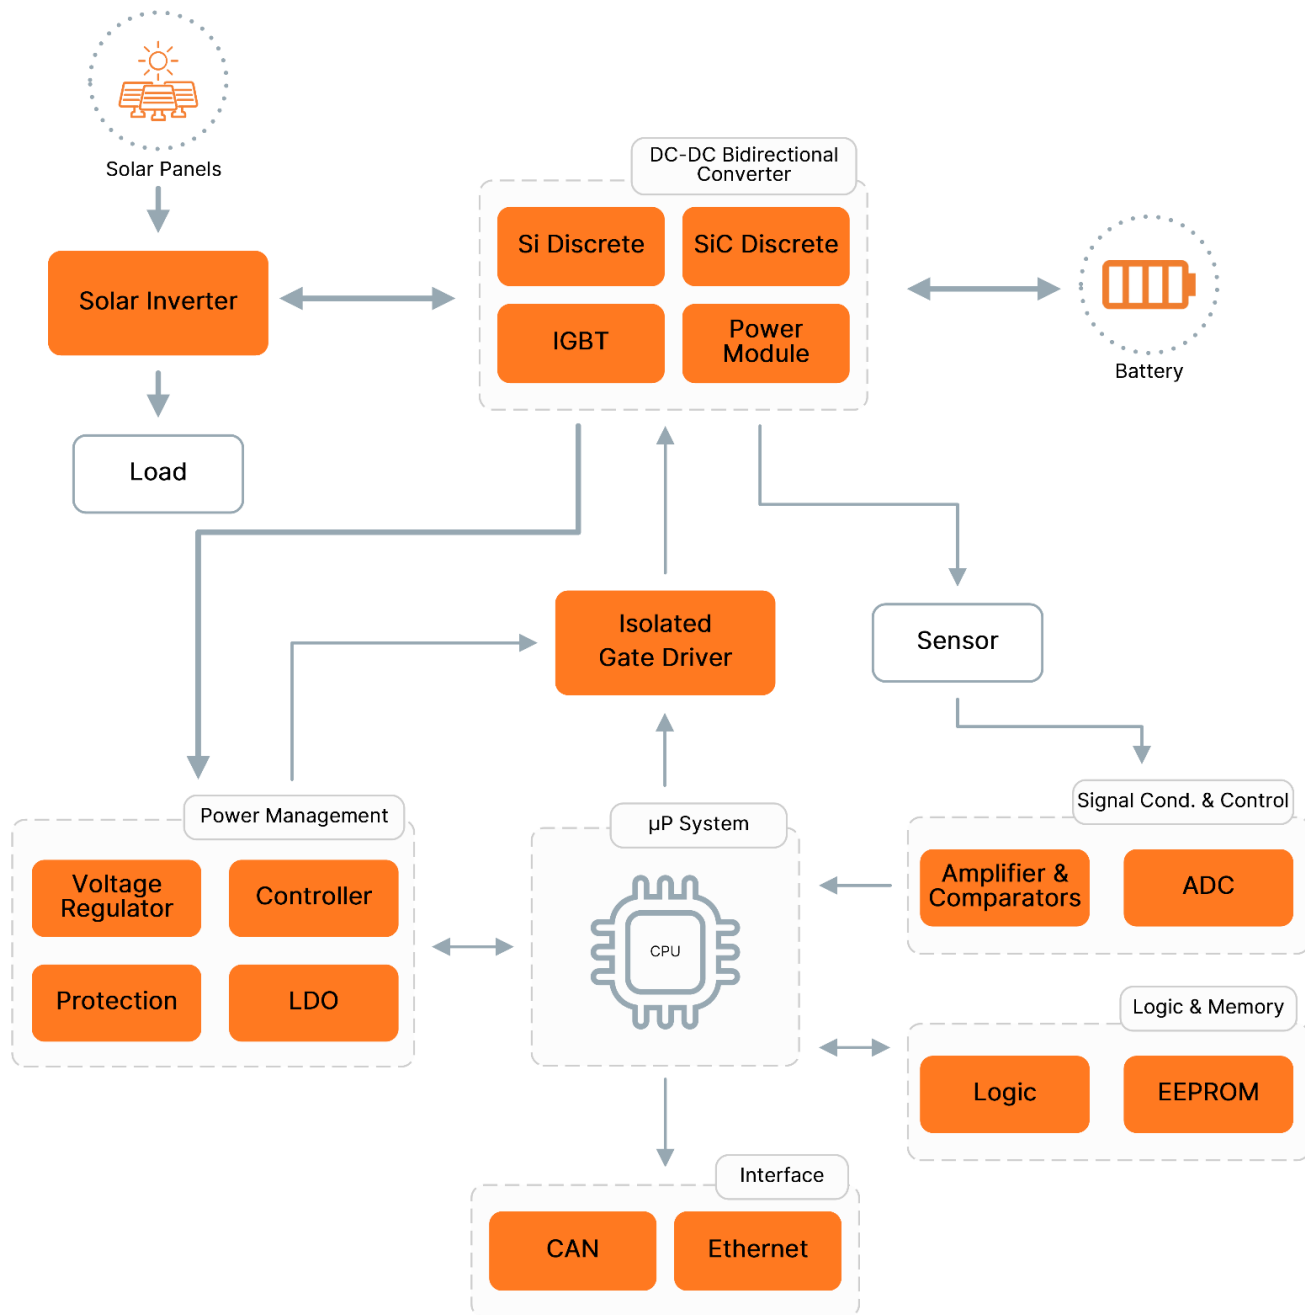 Solar Panels
DC-DC Bidirectional
Converter
Si Discrete
SiC Discrete
Solar Inverter
IGBT
Power
Module
Battery
Load
Isolated
Gate Driver
Sensor
Power Management
µP System
Signal Cond. & Control
Voltage
Regulator
Controller
Amplifier &
Comparators
ADC
CPU
Protection
LDO
Logic & Memory
Logic
EEPROM
Interface
CAN
Ethernet